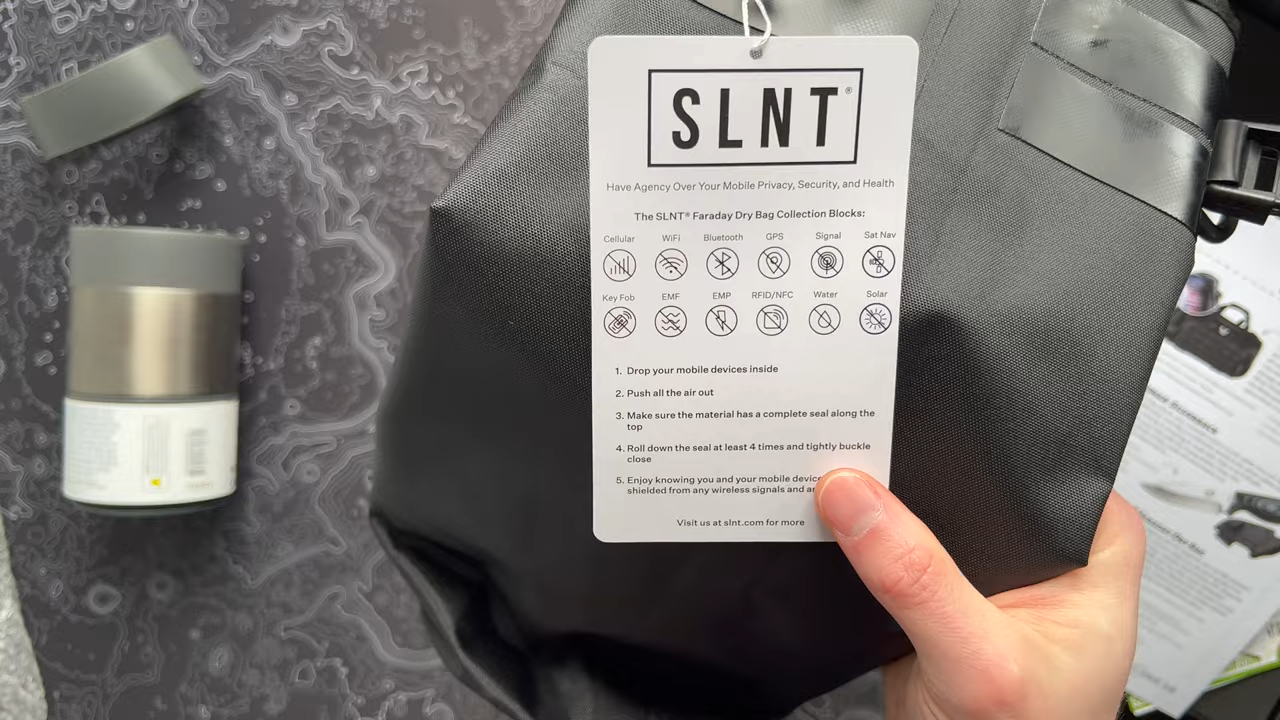 SLNT®
Have Agency Over Your Mobile Privacy, Security, and Health
The SLNT® Faraday Dry Bag Collection Blocks:
Cellular WiFi Bluetooth GPS Signal Sat Nav
Key Fob EMF EMP RFID/NFC Water Solar
1. Drop your mobile devices inside
2. Push all the air out
3. Make sure the material has a complete seal along the
top
4. Roll down the seal at least 4 times and tightly buckle
close
5. Enjoy knowing you and your mobile
shielded from any wireless signals and
Visit us at slnt.com for more